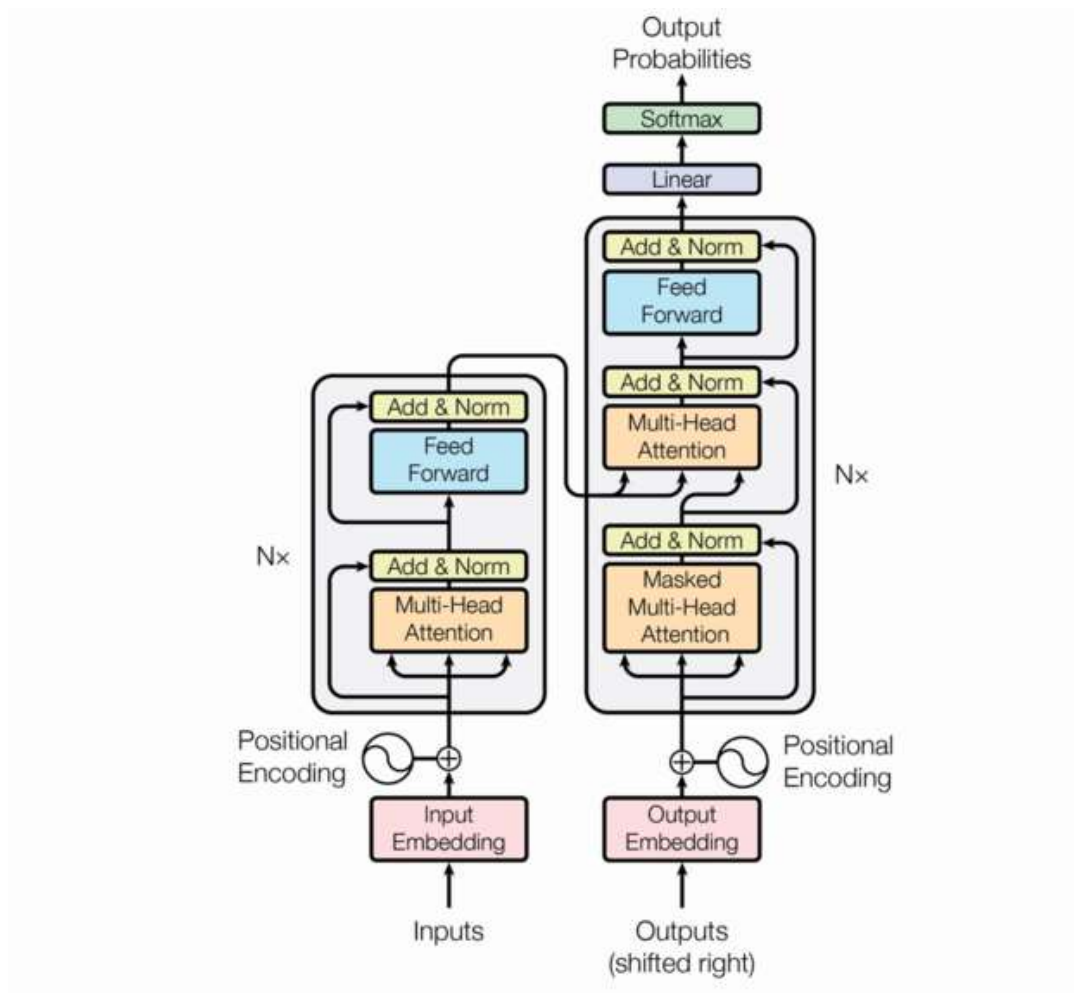 Output
Probabilities
Softmax
Linear
Add & Norm
Feed
Forward
Add & Norm
Multi-Head
Attention
Nx
Add & Norm
Masked
Multi-Head
Attention
Add & Norm
Feed
Forward
Nx
Add & Norm
Multi-Head
Attention
Positional
Encoding
Positional
Encoding
Input
Embedding
Output
Embedding
Inputs
Outputs
(shifted right)